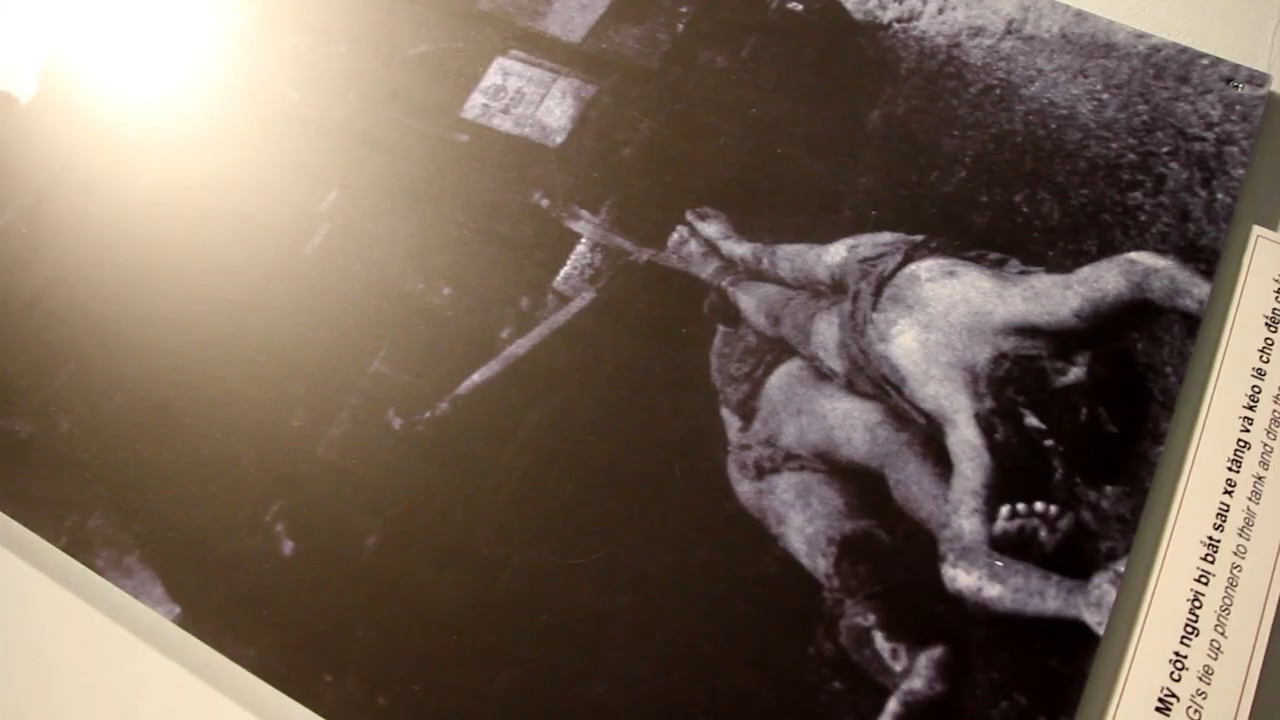 Mỹ cột người bị bắt sau xe tăng và kéo lê cho đến
GI's tie up prisoners to their tank and drag